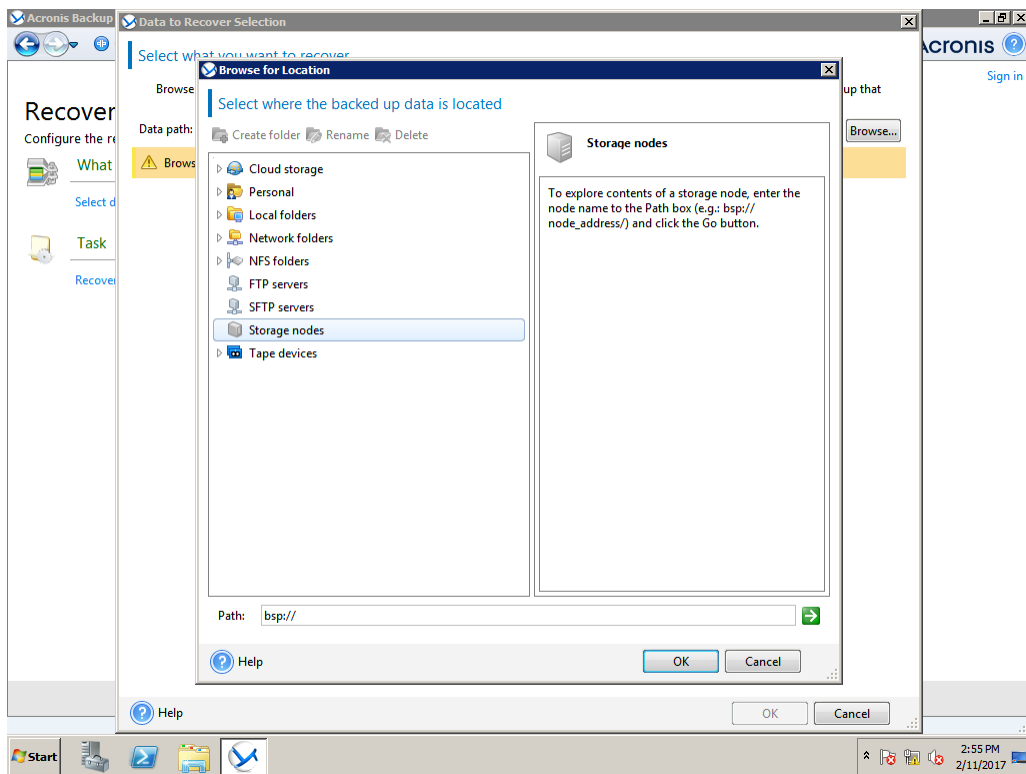 Acronis Backup
Data to Recover Selection
Select what you want to recover
Browse for Location
Acronis
Sign in
Browse
up that
Select where the backed up data is located
Recover
Configure the re
Data path:
Create folder
Rename
Delete
Browse...
Storage nodes
Brows
What
Cloud storage
Personal
To explore contents of a storage node, enter the
node name to the Path box (e.g.: bsp://
node_address/) and click the Go button.
Select d
Local folders
Network folders
Task
NFS folders
Recover
FTP servers
SFTP servers
Storage nodes
Tape devices
Path:
bsp://
Help
OK
Cancel
Help
OK
Cancel
Start
2:55 PM
2/11/2017